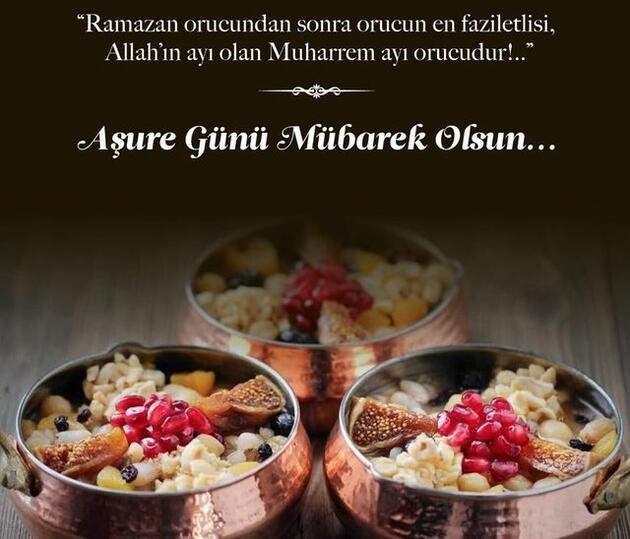 “Ramazan orucundan sonra orucun en faziletlisi,
Allah’ın ayı olan Muharrem ayı orucudur!..”
Aşure Günü Mübarek Olsun...